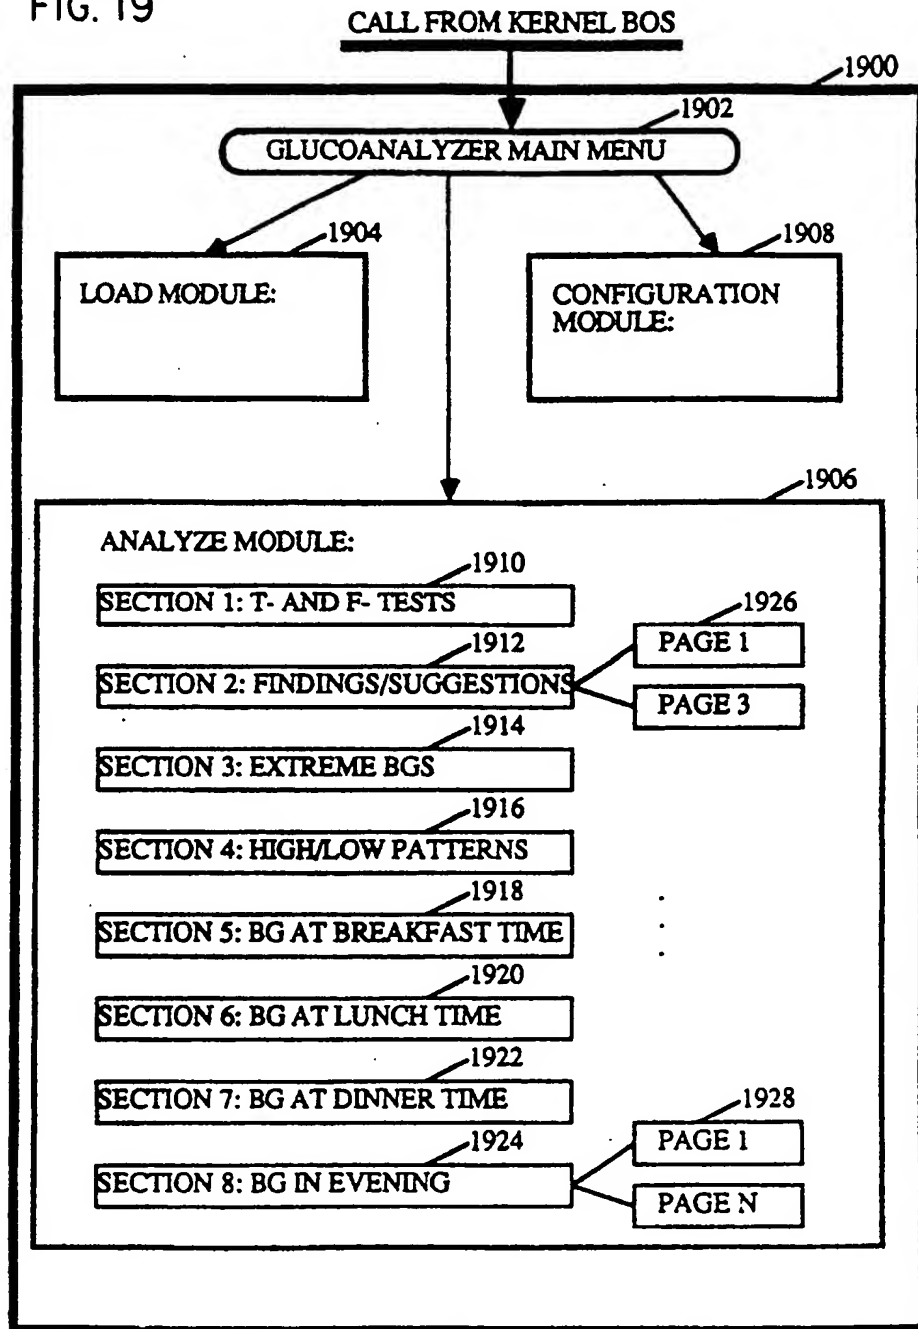 FIG. 19
CALL FROM KERNEL BOS
1900
1902
GLUCOANALYZER MAIN MENU
1904
1908
LOAD MODULE:
CONFIGURATION
MODULE:
1906
ANALYZE MODULE:
1910
SECTION 1: T- AND F- TESTS
1926
PAGE 1
1912
SECTION 2: FINDINGS/SUGGESTIONS
PAGE 3
1914
SECTION 3: EXTREME BGS
1916
SECTION 4: HIGH/LOW PATTERNS
1918
SECTION 5: BG AT BREAKFAST TIME
1920
SECTION 6: BG AT LUNCH TIME
1922
SECTION 7: BG AT DINNER TIME
1928
PAGE 1
1924
SECTION 8: BG IN EVENING
PAGE N